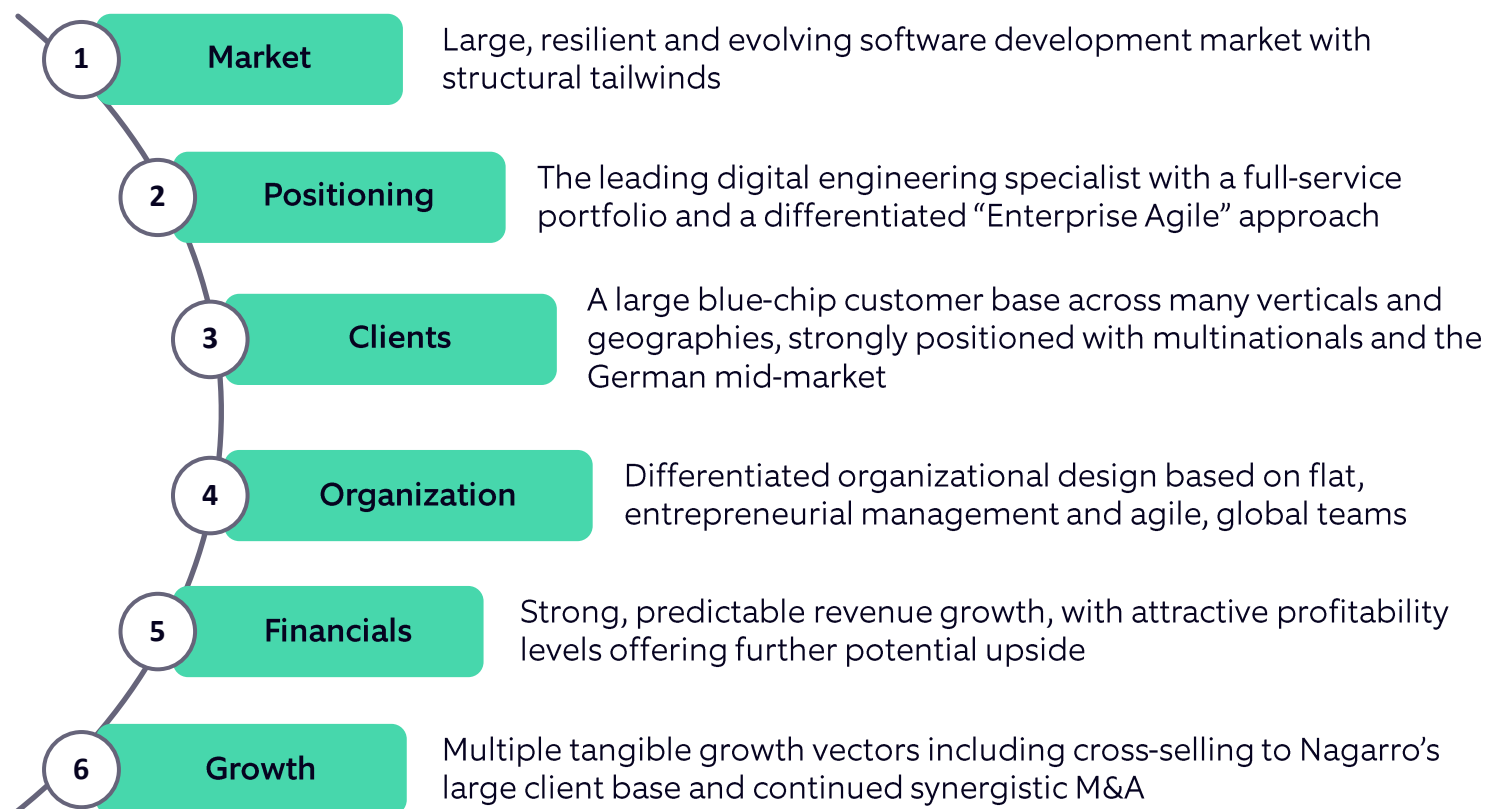 1
Market
Large, resilient and evolving software development market with
structural tailwinds
2
Positioning
The leading digital engineering specialist with a full-service
portfolio and a differentiated “Enterprise Agile” approach
3
Clients
A large blue-chip customer base across many verticals and
geographies, strongly positioned with multinationals and the
German mid-market
4
Organization
Differentiated organizational design based on flat,
entrepreneurial management and agile, global teams
5
Financials
Strong, predictable revenue growth, with attractive profitability
levels offering further potential upside
6
Growth
Multiple tangible growth vectors including cross-selling to Nagarro’s
large client base and continued synergistic M&A